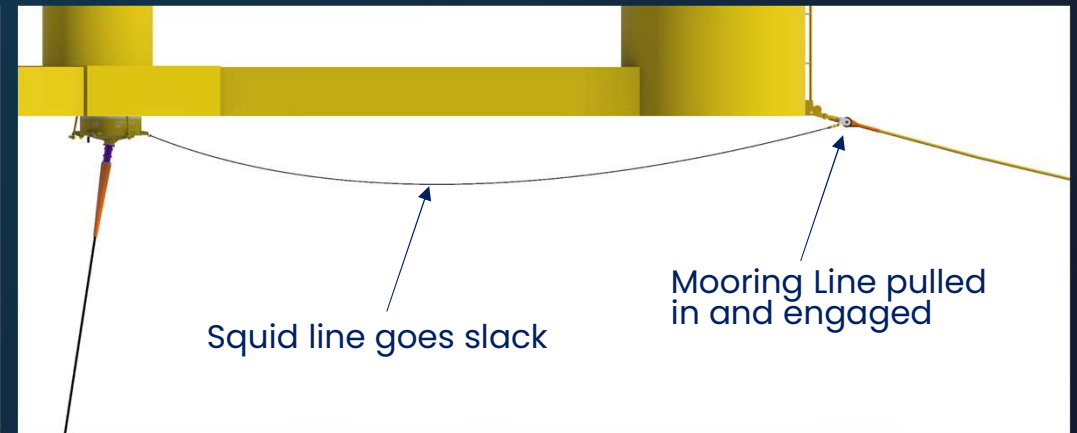 Squid line goes slack
Mooring Line pulled
in and engaged